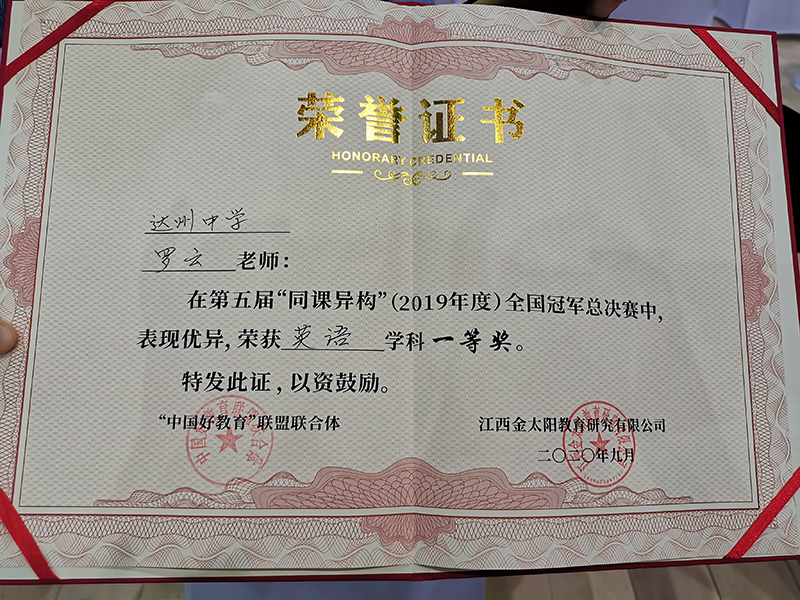 荣誉证书
HONORARY CREDENTIAL
达州中学
罗云老师：
在第五届“同课异构”（2019年度）全国冠军总决赛中，
表现优异，荣获英语学科一等奖。
特发此证，以资鼓励。
“中国好教育”联盟联合体
江西金太阳教育研究有限公司
二〇二〇年九月